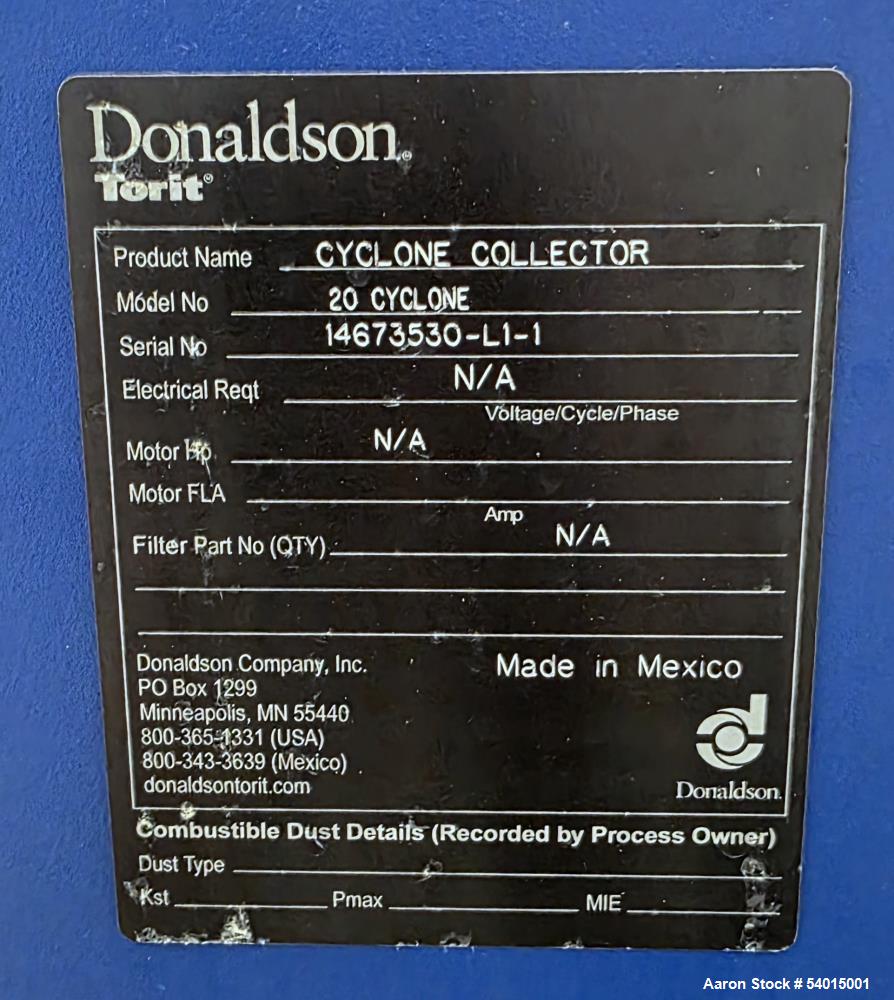 Donaldson®
Torit®
Product Name CYCLONE COLLECTOR
Model No 20 CYCLONE
Serial No 14673530-L1-1
Electrical Reqt N/A
Voltage/Cycle/Phase
Motor Hp N/A
Motor FLA
Amp
Filter Part No (QTY) N/A
Donaldson Company, Inc.
PO Box 1299
Minneapolis, MN 55440
800-365-1331 (USA)
800-343-3639 (Mexico)
donaldsontorit.com
Made in Mexico
Donaldson.
Combustible Dust Details (Recorded by Process Owner)
Dust Type
Kst Pmax MIE
Aaron Stock # 54015001